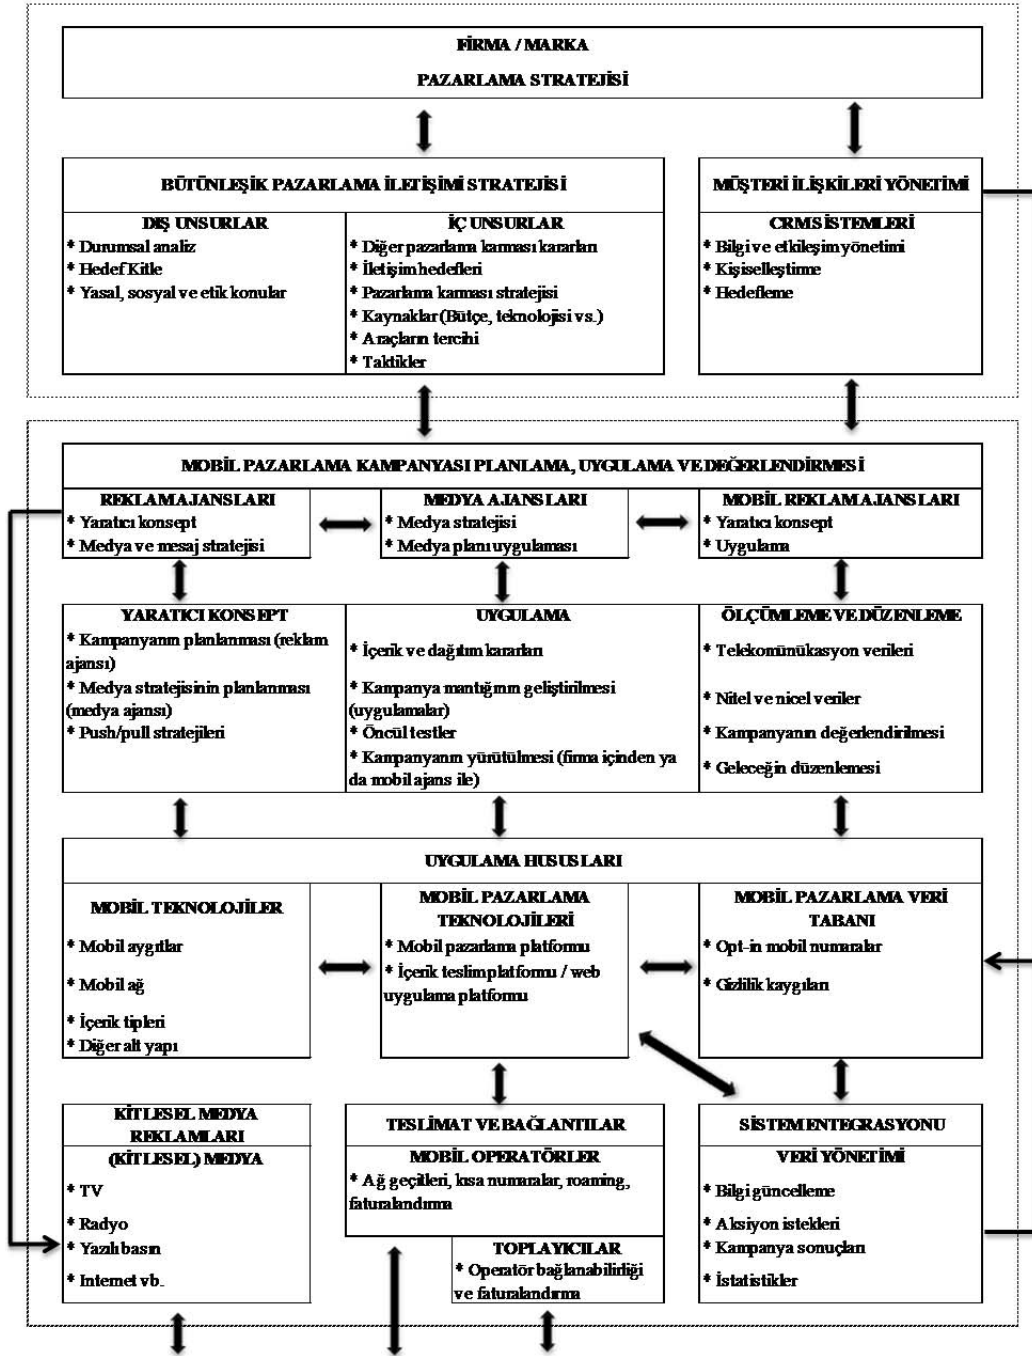 FİRMA / MARKA
PAZARLAMA STRATEJİSİ
BÜTÜNLEŞİK PAZARLAMA İLETİŞİMİ STRATEJİSİ
DIŞ UNSURLAR
* Durumsal analiz
* Hedef Kitle
* Yasal, sosyal ve etik konular
İÇ UNSURLAR
* Diğer pazarlama karması kararları
* İletişim hedefleri
* Pazarlama karması stratejisi
* Kaynaklar (Bütçe, teknolojisi vs.)
* Araçların tercihi
* Taktikler
MÜŞTERİ İLİŞKİLERİ YÖNETİMİ
CRM SİSTEMLERİ
* Bilgi ve etkileşim yönetimi
* Kişiselleştirme
* Hedefleme
MOBİL PAZARLAMA KAMPANYASI PLANLAMA, UYGULAMA VE DEĞERLENDİRMESİ
REKLAM AJANSLARI
* Yaratıcı konsept
* Medya ve mesaj stratejisi
MEDYA AJANSLARI
* Medya stratejisi
* Medya planı uygulaması
MOBİL REKLAM AJANSLARI
* Yaratıcı konsept
* Uygulama
YARATICI KONSEPT
* Kampanyanın planlanması (reklam
ajansı)
* Medya stratejisinin planlanması
(medya ajansı)
* Push/pull stratejileri
UYGULAMA
* İçerik ve dağıtım kararları
* Kampanya mantığının geliştirilmesi
(uygulamalar)
* Öncül testler
* Kampanyanın yürütülmesi (firma içinden ya
da mobil ajans ile)
ÖLÇÜMLEME VE DÜZENLEME
* Telekomünükasyon verileri
* Nitel ve nicel veriler
* Kampanyanın değerlendirilmesi
* Geleceğin düzenlemesi
UYGULAMA HUSUSLARI
MOBİL TEKNOLOJİLER
* Mobil aygıtlar
* Mobil ağ
* İçerik tipleri
* Diğer alt yapı
MOBİL PAZARLAMA
TEKNOLOJİLERİ
* Mobil pazarlama platformu
* İçerik teslim platformu / web
uygulama platformu
MOBİL PAZARLAMA VERİ
TABANI
* Opt-in mobil numaralar
* Gizlilik kaygıları
KİTLESEL MEDYA
REKLAMLARI
(KİTLESEL) MEDYA
* TV
* Radyo
* Yazılı basın
* Internet vb.
TESLİMAT VE BAĞLANTILAR
MOBİL OPERATÖRLER
* Ağ geçitleri, kısa numaralar, roaming,
faturalandırma
TOPLAYICILAR
* Operatör bağlanabilirliği
ve faturalandırma
SİSTEM ENTEGRASYONU
VERİ YÖNETİMİ
* Bilgi güncelleme
* Aksiyon istekleri
* Kampanya sonuçları
* İstatistikler